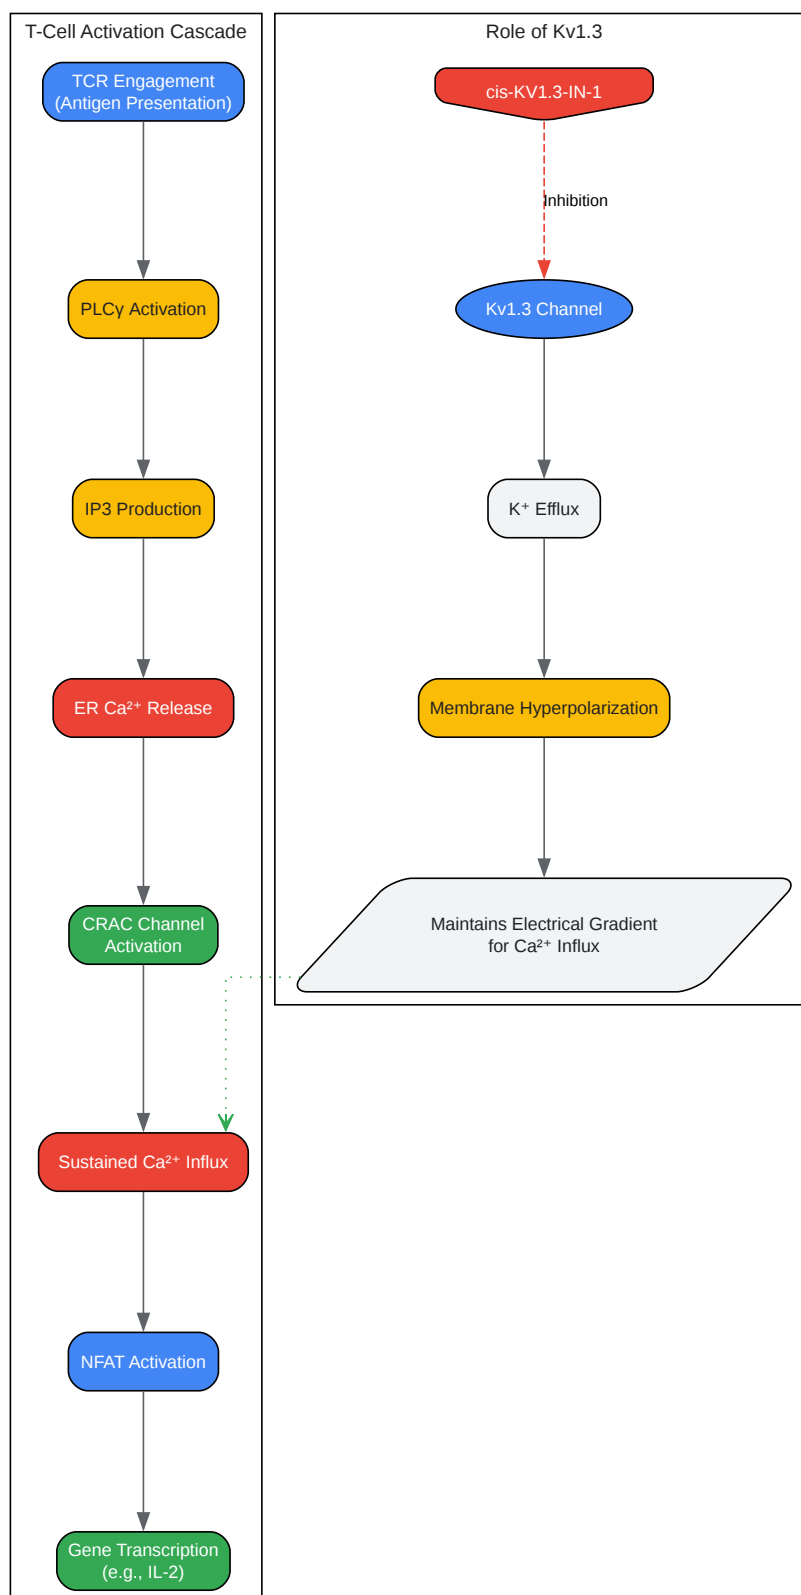 T-Cell Activation Cascade
TCR Engagement
(Antigen Presentation)
PLCγ Activation
IP3 Production
ER Ca²⁺ Release
CRAC Channel
Activation
Sustained Ca²⁺ Influx
NFAT Activation
Gene Transcription
(e.g., IL-2)
Role of Kv1.3
cis-KV1.3-IN-1
Inhibition
Kv1.3 Channel
K⁺ Efflux
Membrane Hyperpolarization
Maintains Electrical Gradient
for Ca²⁺ Influx